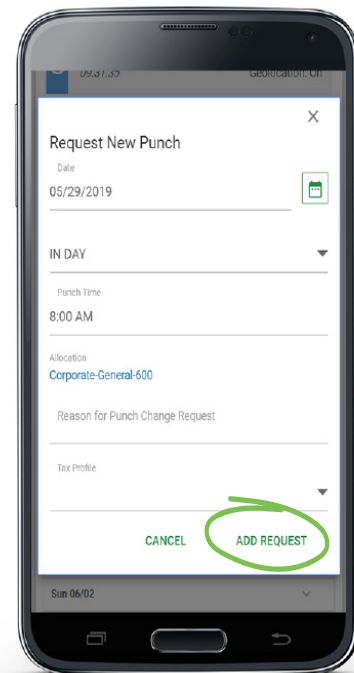 09:37:35 Geolocation: On
Request New Punch
Date
05/29/2019
IN DAY
Punch Time
8:00 AM
Allocation
Corporate-General-600
Reason for Punch Change Request
Tax Profile
CANCEL ADD REQUEST
Sun 06/02